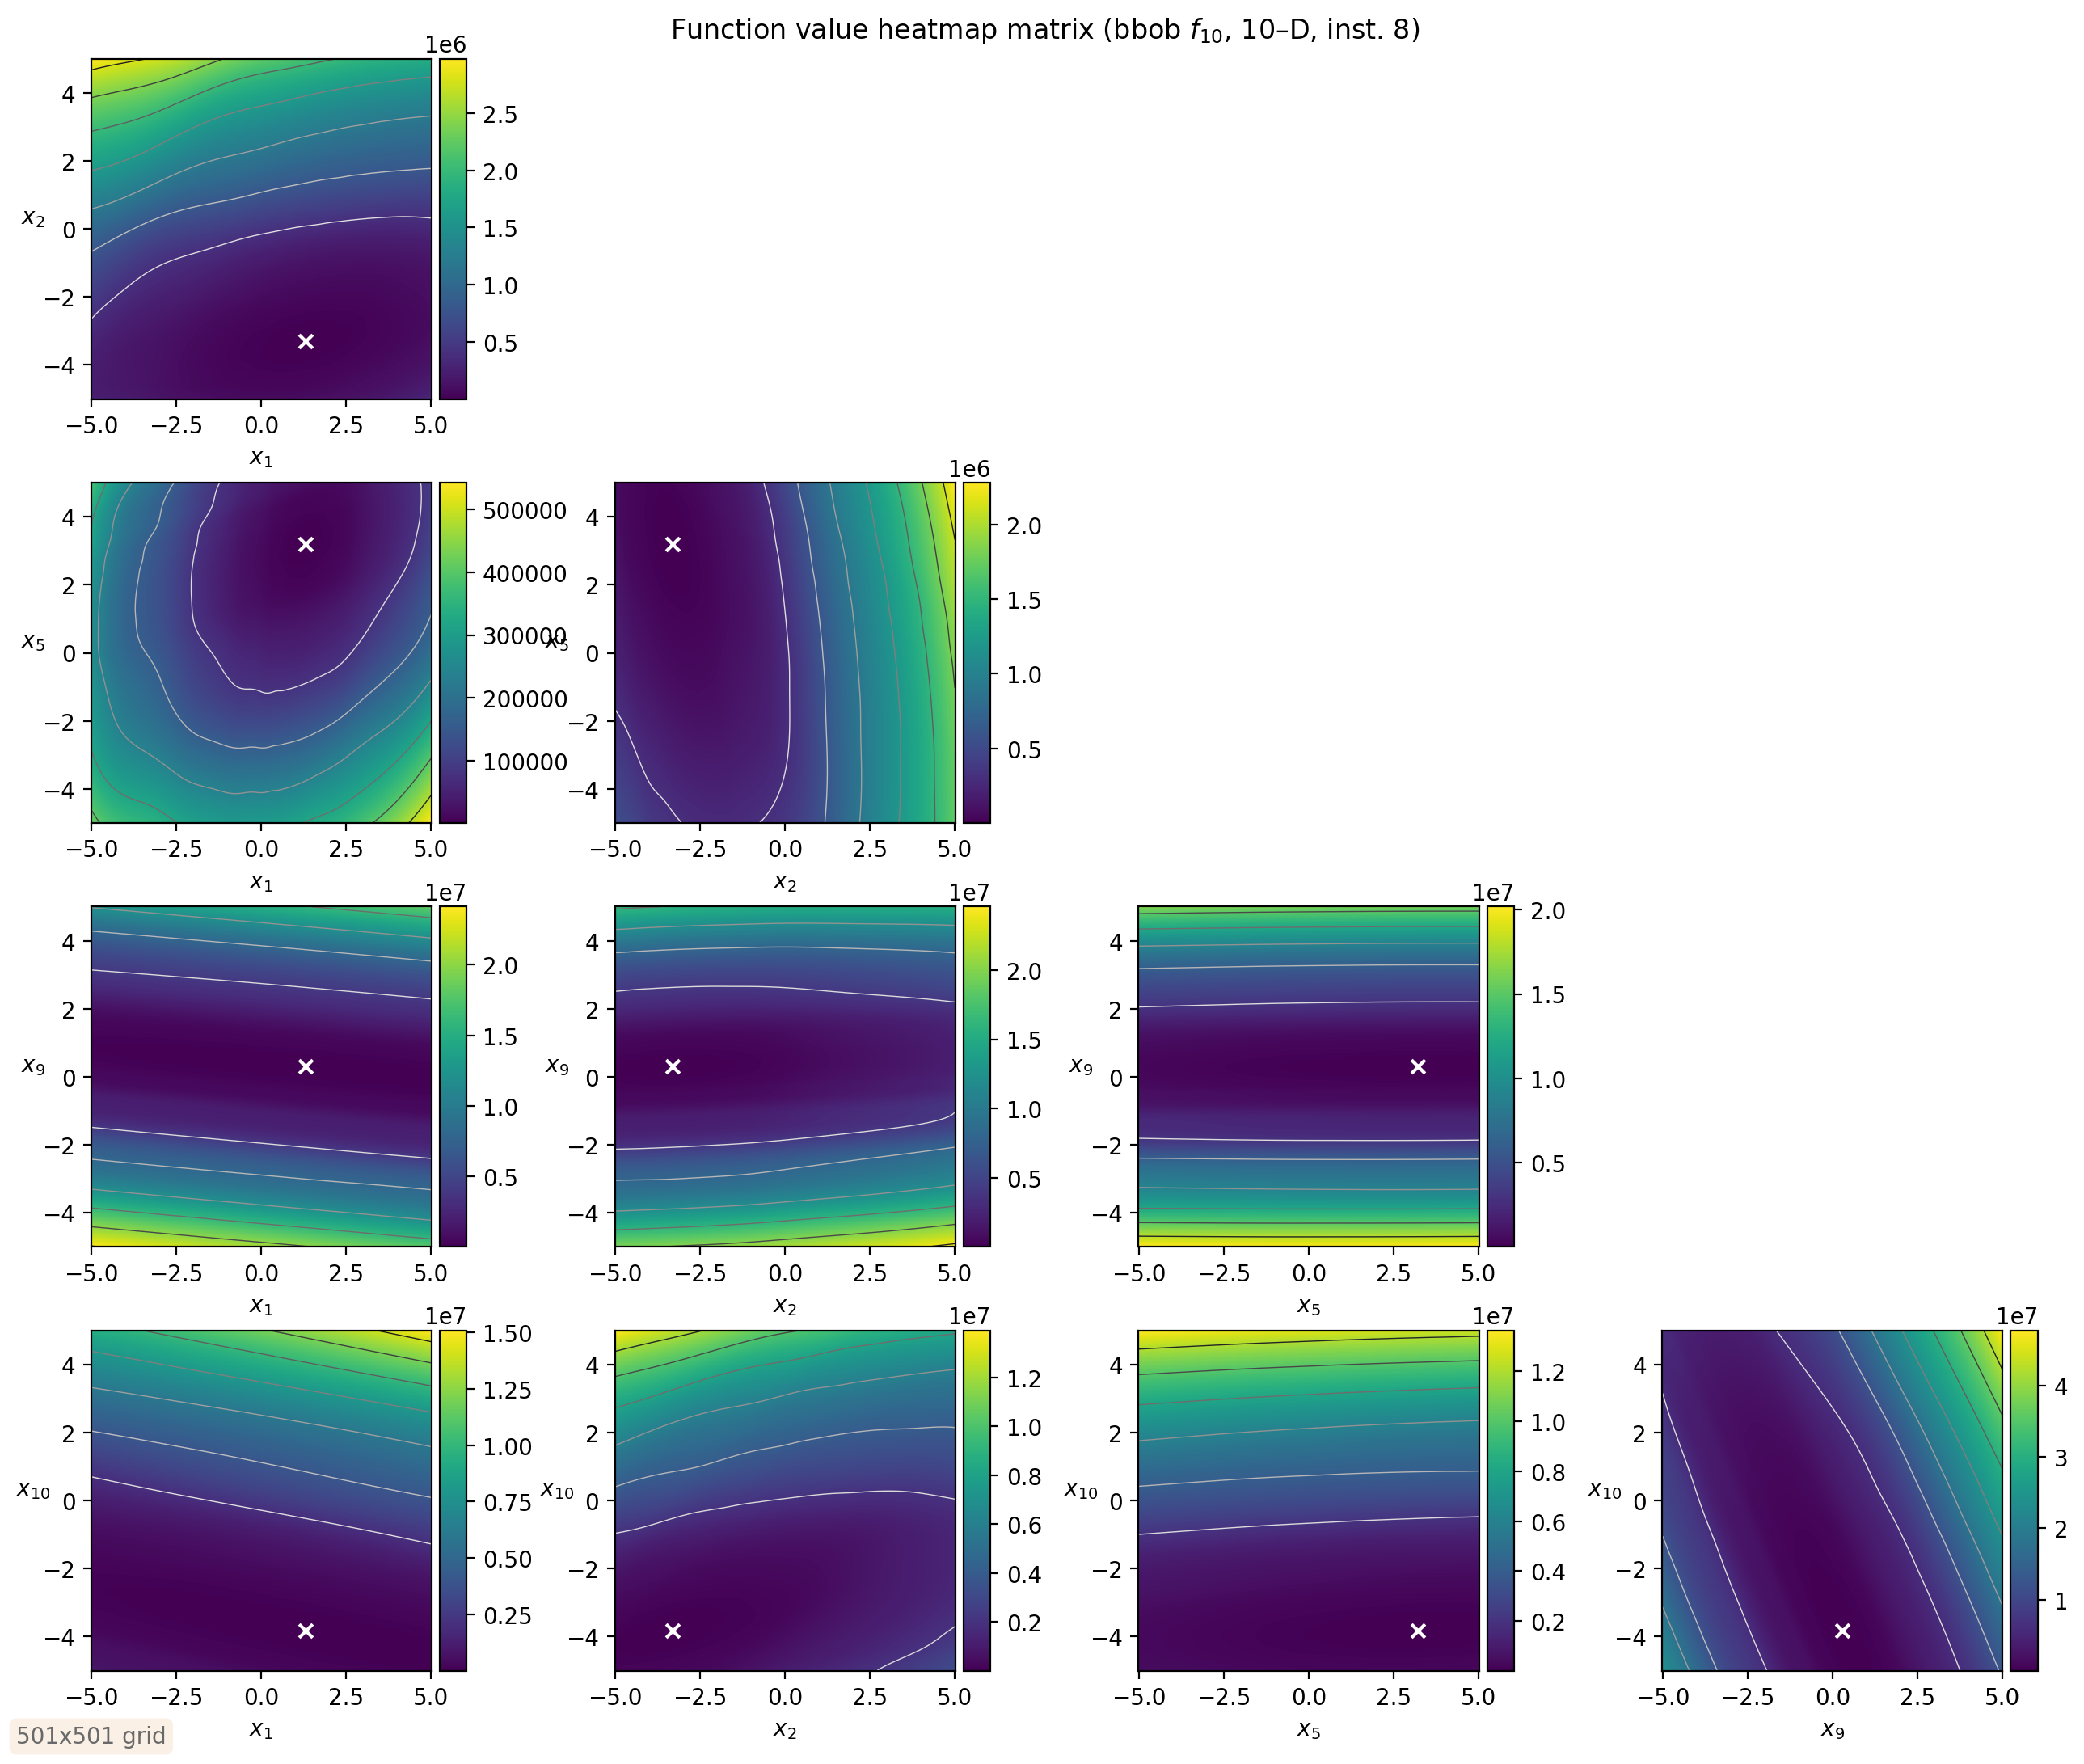 Function value heatmap matrix (bbob f10, 10–D, inst. 8)
1e6
4
2
0
−2
−4
x2
−5.0 −2.5 0.0 2.5 5.0
x1
2.5
2.0
1.5
1.0
0.5
4
2
0
−2
−4
x5
−5.0 −2.5 0.0 2.5 5.0
x1
500000
400000
300000
200000
100000
1e6
4
2
0
−2
−4
x5
−5.0 −2.5 0.0 2.5 5.0
x2
2.0
1.5
1.0
0.5
1e7
4
2
0
−2
−4
x9
−5.0 −2.5 0.0 2.5 5.0
x1
2.0
1.5
1.0
0.5
1e7
4
2
0
−2
−4
x9
−5.0 −2.5 0.0 2.5 5.0
x2
2.0
1.5
1.0
0.5
1e7
4
2
0
−2
−4
x9
−5.0 −2.5 0.0 2.5 5.0
x5
2.0
1.5
1.0
0.5
1e7
4
2
0
−2
−4
x10
−5.0 −2.5 0.0 2.5 5.0
x1
1.50
1.25
1.00
0.75
0.50
0.25
1e7
4
2
0
−2
−4
x10
−5.0 −2.5 0.0 2.5 5.0
x2
1.2
1.0
0.8
0.6
0.4
0.2
1e7
4
2
0
−2
−4
x10
−5.0 −2.5 0.0 2.5 5.0
x5
1.2
1.0
0.8
0.6
0.4
0.2
1e7
4
2
0
−2
−4
x10
−5.0 −2.5 0.0 2.5 5.0
x9
4
3
2
1
501x501 grid